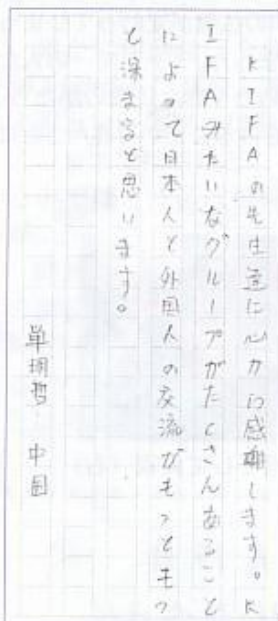 KIFAの先生達に心から感謝します。K
IFAみたいなグループがたくさんあること
によって日本人と外国人の交流がもっともっ
と深まると思います。
単 哲 中国